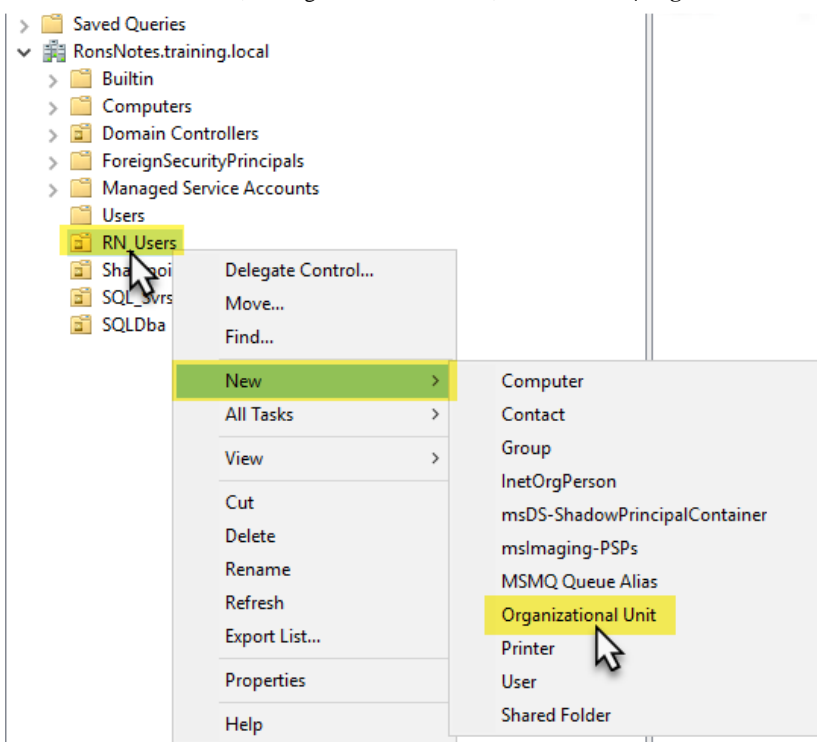 Saved Queries
RonsNotes.training.local
Builtin
Computers
Domain Controllers
ForeignSecurityPrincipals
Managed Service Accounts
Users
RN_Users
SQL_Svrs
SQLDba
Delegate Control...
Move...
Find...
New
All Tasks
View
Cut
Delete
Rename
Refresh
Export List...
Properties
Help
Computer
Contact
Group
InetOrgPerson
msDS-ShadowPrincipalContainer
msImaging-PSPs
MSMQ Queue Alias
Organizational Unit
Printer
User
Shared Folder